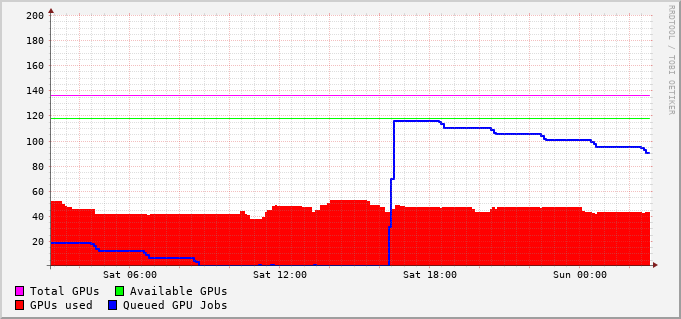 200
180
160
140
120
100
80
60
40
20
Sat 06:00 Sat 12:00 Sat 18:00 Sun 00:00
Total GPUs Available GPUs
GPUs used Queued GPU Jobs
RRDTOOL / TOBI OETIKER